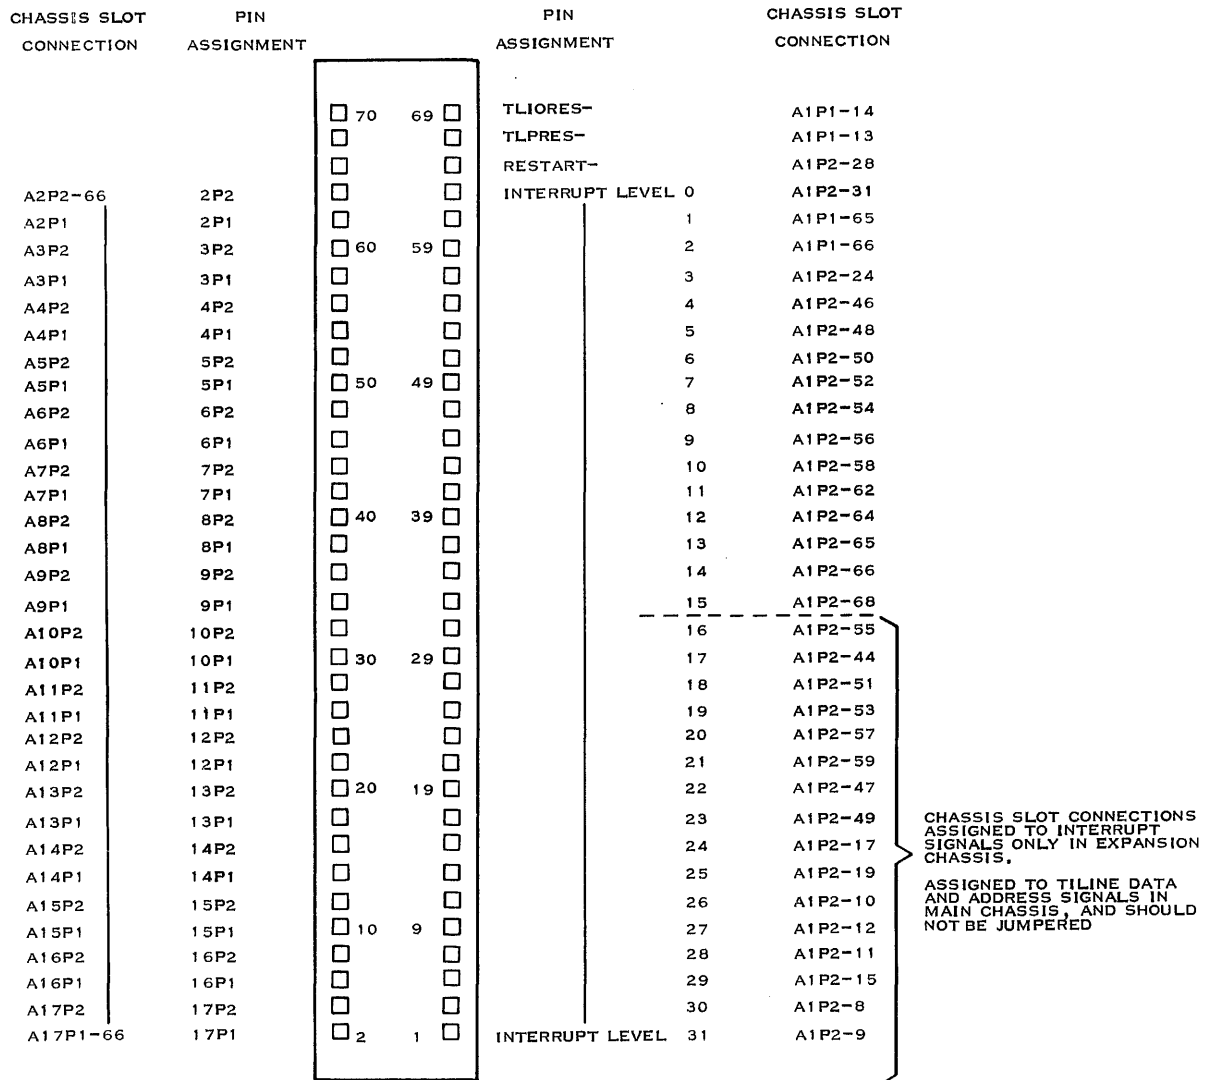 CHASSIS SLOT PIN PIN CHASSIS SLOT
CONNECTION ASSIGNMENT ASSIGNMENT CONNECTION
70 69 TLIORES- A1P1-14
TLPRES- A1P1-13
RESTART- A1P2-28
A2P2-66 2P2 INTERRUPT LEVEL 0 A1P2-31
A2P1 2P1 1 A1P1-65
A3P2 3P2 60 59 2 A1P1-66
A3P1 3P1 3 A1P2-24
A4P2 4P2 4 A1P2-46
A4P1 4P1 5 A1P2-48
A5P2 5P2 6 A1P2-50
A5P1 5P1 50 49 7 A1P2-52
A6P2 6P2 8 A1P2-54
A6P1 6P1 9 A1P2-56
A7P2 7P2 10 A1P2-58
A7P1 7P1 11 A1P2-62
A8P2 8P2 40 39 12 A1P2-64
A8P1 8P1 13 A1P2-65
A9P2 9P2 14 A1P2-66
A9P1 9P1 15 A1P2-68
A10P2 10P2 16 A1P2-55
A10P1 10P1 30 29 17 A1P2-44
A11P2 11P2 18 A1P2-51
A11P1 11P1 19 A1P2-53
A12P2 12P2 20 A1P2-57
A12P1 12P1 21 A1P2-59
A13P2 13P2 20 19 22 A1P2-47
A13P1 13P1 23 A1P2-49
A14P2 14P2 24 A1P2-17
A14P1 14P1 25 A1P2-19
A15P2 15P2 26 A1P2-10
A15P1 15P1 10 9 27 A1P2-12
A16P2 16P2 28 A1P2-11
A16P1 16P1 29 A1P2-15
A17P2 17P2 30 A1P2-8
A17P1-66 17P1 2 1 INTERRUPT LEVEL 31 A1P2-9
CHASSIS SLOT CONNECTIONS
ASSIGNED TO INTERRUPT
SIGNALS ONLY IN EXPANSION
CHASSIS.
ASSIGNED TO TILINE DATA
AND ADDRESS SIGNALS IN
MAIN CHASSIS, AND SHOULD
NOT BE JUMPERED